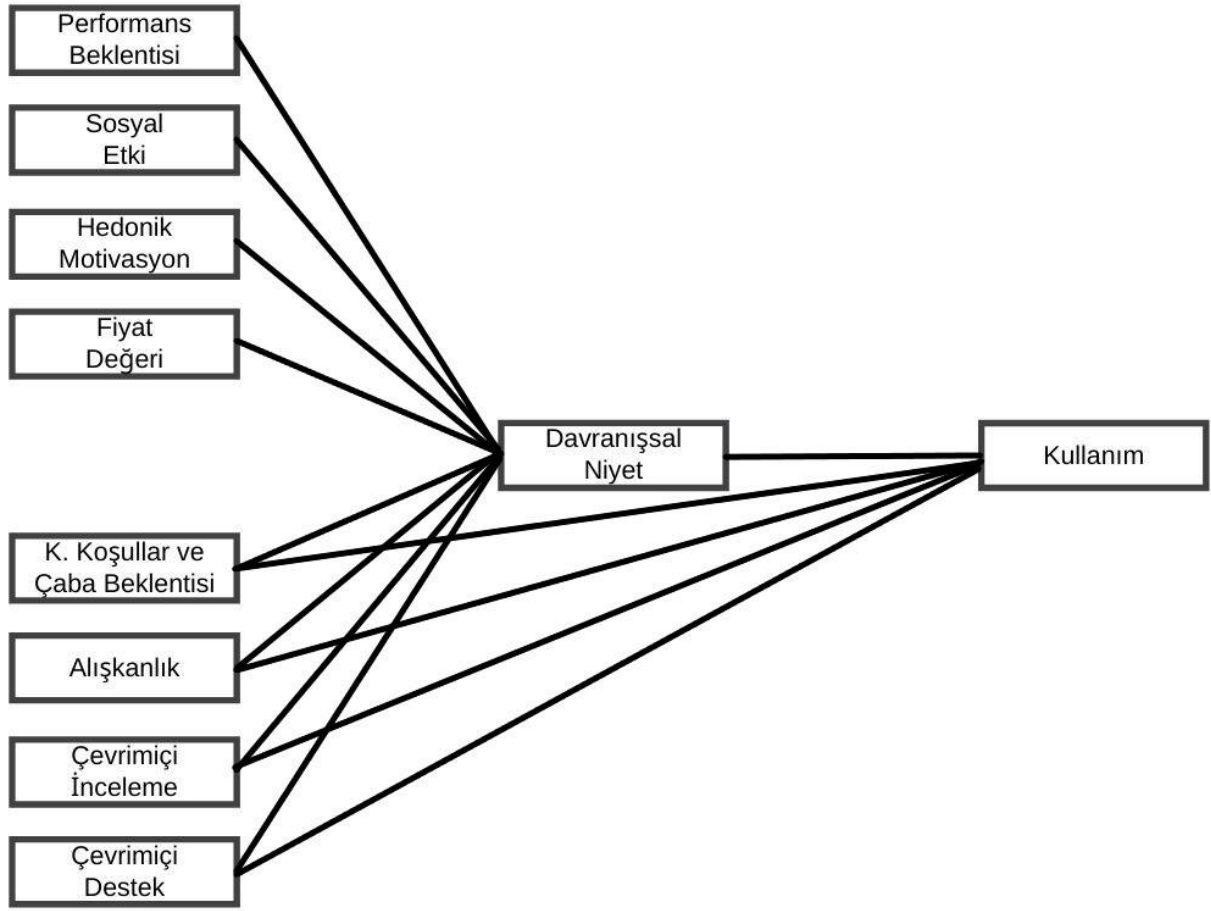 Performans
Beklentisi
Sosyal
Etki
Hedonik
Motivasyon
Fiyat
Değeri
Davranışsal
Niyet
Kullanım
K. Koşullar ve
Çaba Beklentisi
Alışkanlık
Çevrimiçi
İnceleme
Çevrimiçi
Destek